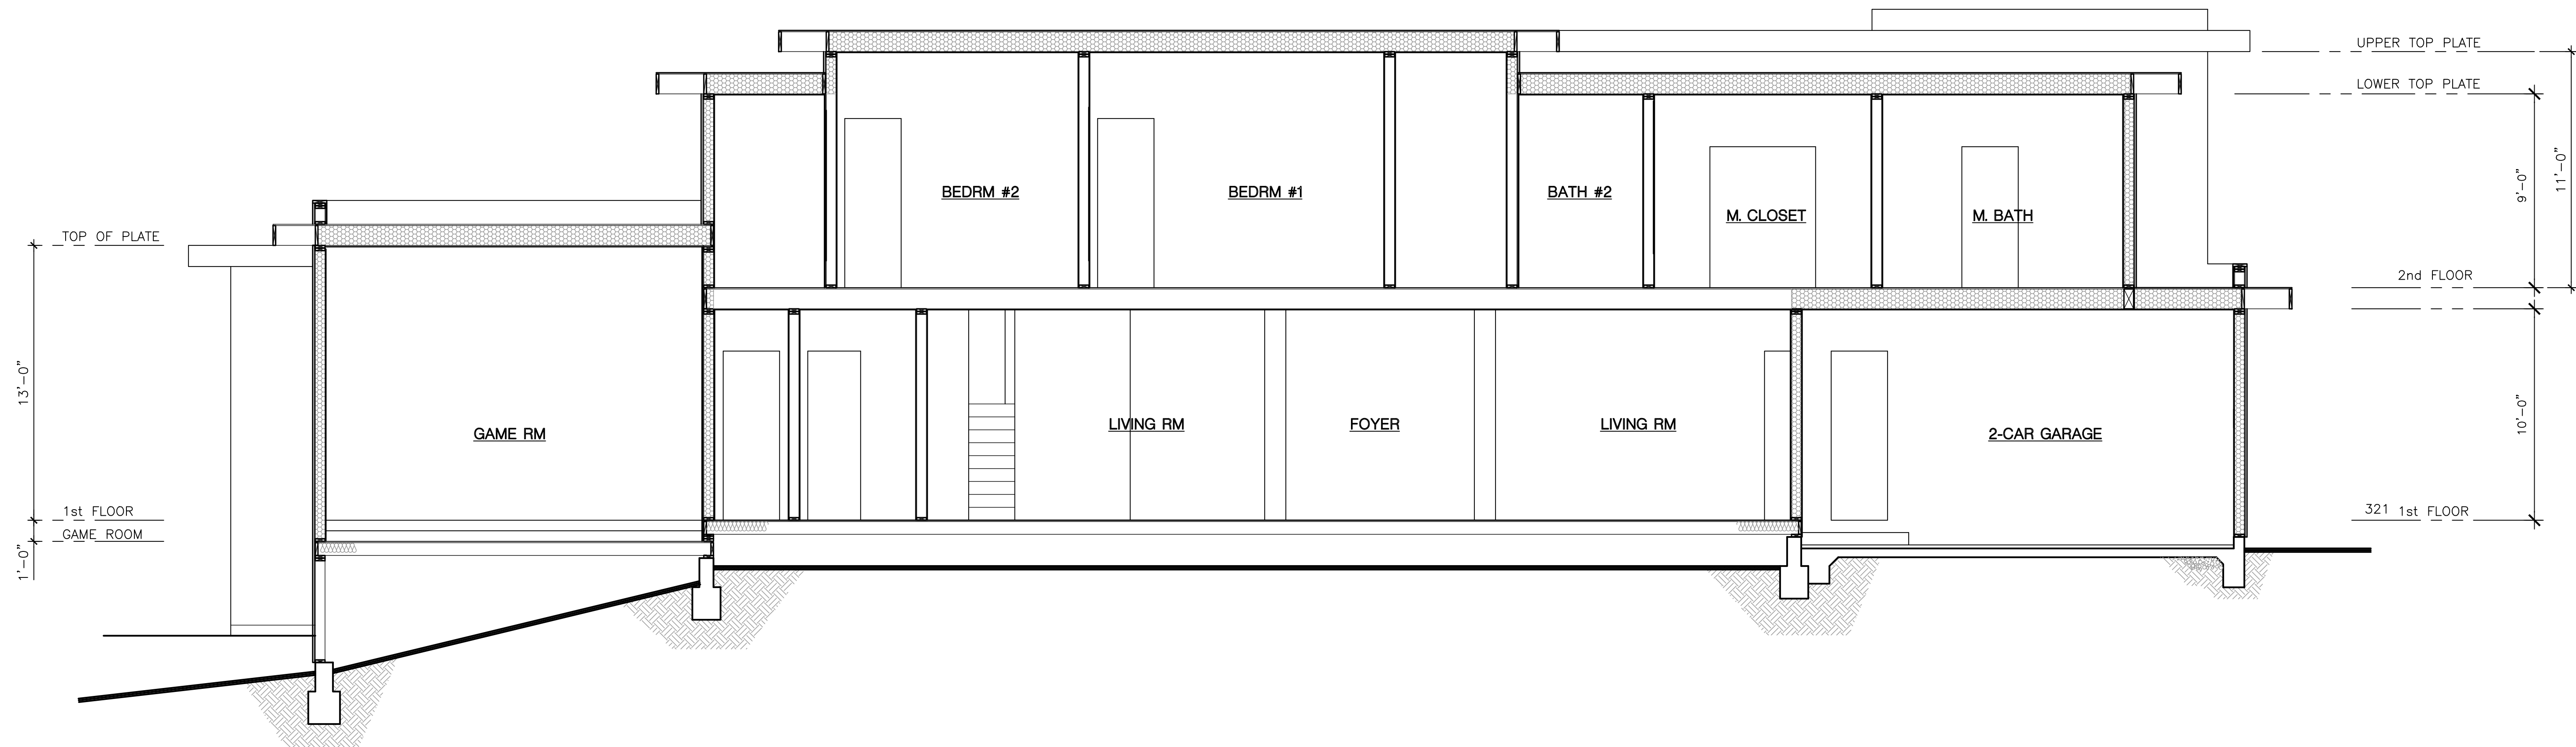 UPPER TOP PLATE
LOWER TOP PLATE
11'-0"
9'-0"
BEDRM #2
BEDRM #1
BATH #2
M. CLOSET
M. BATH
TOP OF PLATE
2nd FLOOR
13'-0"
10'-0"
GAME RM
LIVING RM
FOYER
LIVING RM
2-CAR GARAGE
1st FLOOR
321 1st FLOOR
GAME ROOM
1'-0"